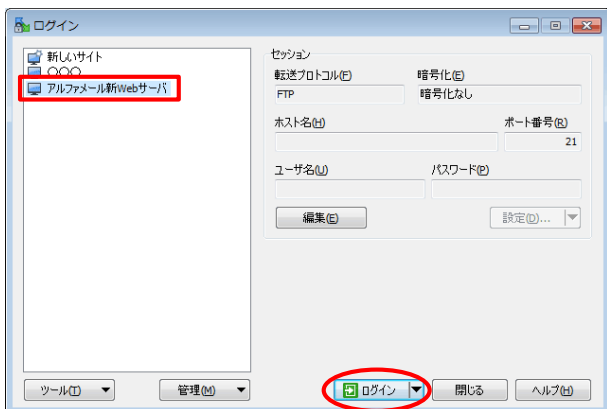 ログイン
新しいサイト
〇〇〇
アルファメール新Webサーバ
セッション
転送プロトコル(F) 暗号化(E)
FTP 暗号化なし
ホスト名(H) ポート番号(R)
21
ユーザ名(U) パスワード(P)
編集(E) 設定(D)...
ツール(T) 管理(M) ログイン 閉じる ヘルプ(H)